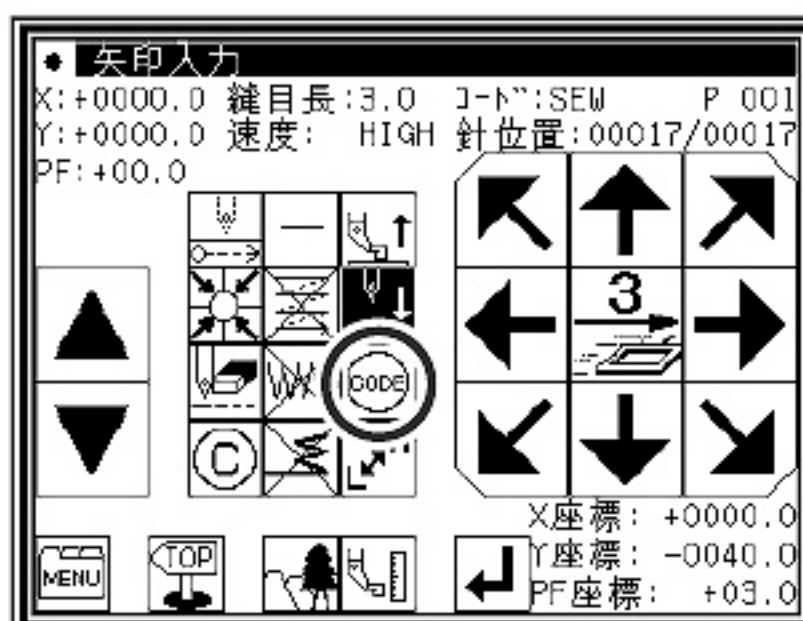 矢印入力
X:+0000.0 縫目長:3.0 コード:SEW P 001
Y:+0000.0 速度: HIGH 針位置:00017/00017
PF:+00.0
3
CODE
C
X座標: +0000.0
Y座標: -0040.0
PF座標: +03.0
MENU
TOP